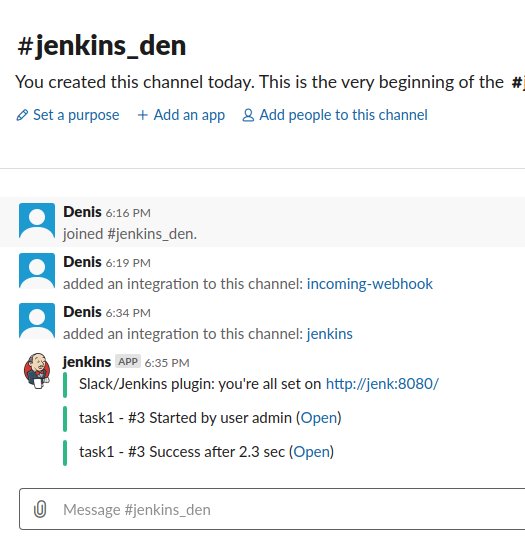 #jenkins_den
You created this channel today. This is the very beginning of the #
Set a purpose + Add an app Add people to this channel
Denis 6:16 PM
joined #jenkins_den.
Denis 6:19 PM
added an integration to this channel: incoming-webhook
Denis 6:34 PM
added an integration to this channel: jenkins
jenkins APP 6:35 PM
Slack/Jenkins plugin: you're all set on http://jenk:8080/
task1 - #3 Started by user admin (Open)
task1 - #3 Success after 2.3 sec (Open)
Message #jenkins_den